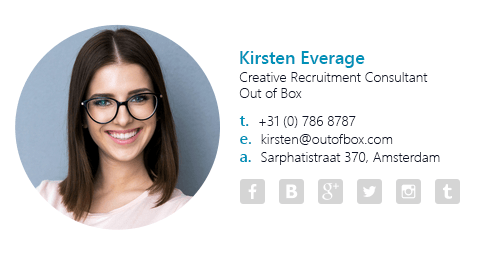 Kirsten Everage
Creative Recruitment Consultant
Out of Box
t. +31 (0) 786 8787
e. kirsten@outofbox.com
a. Sarphatistraat 370, Amsterdam
f B g+ t